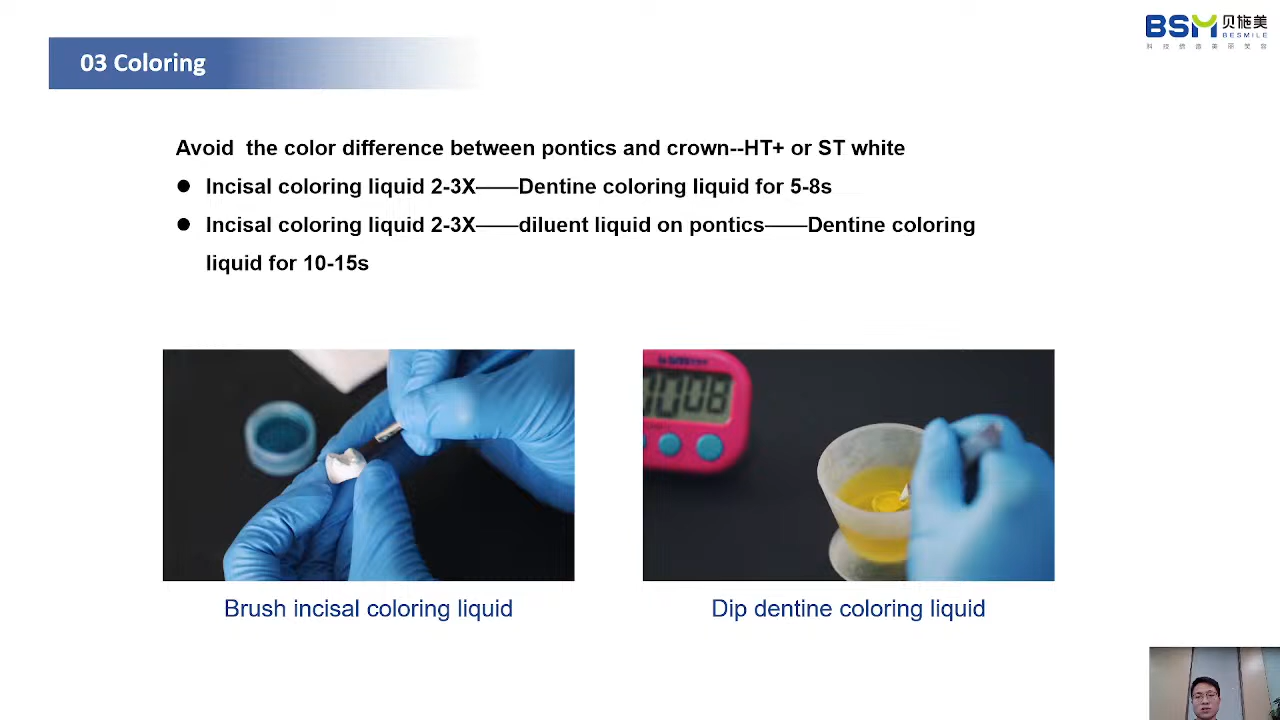 BSM 贝施美
BESMILE
03 Coloring
Avoid the color difference between pontics and crown--HT+ or ST white
● Incisal coloring liquid 2-3X——Dentine coloring liquid for 5-8s
● Incisal coloring liquid 2-3X——diluent liquid on pontics——Dentine coloring
liquid for 10-15s
0008
Brush incisal coloring liquid
Dip dentine coloring liquid